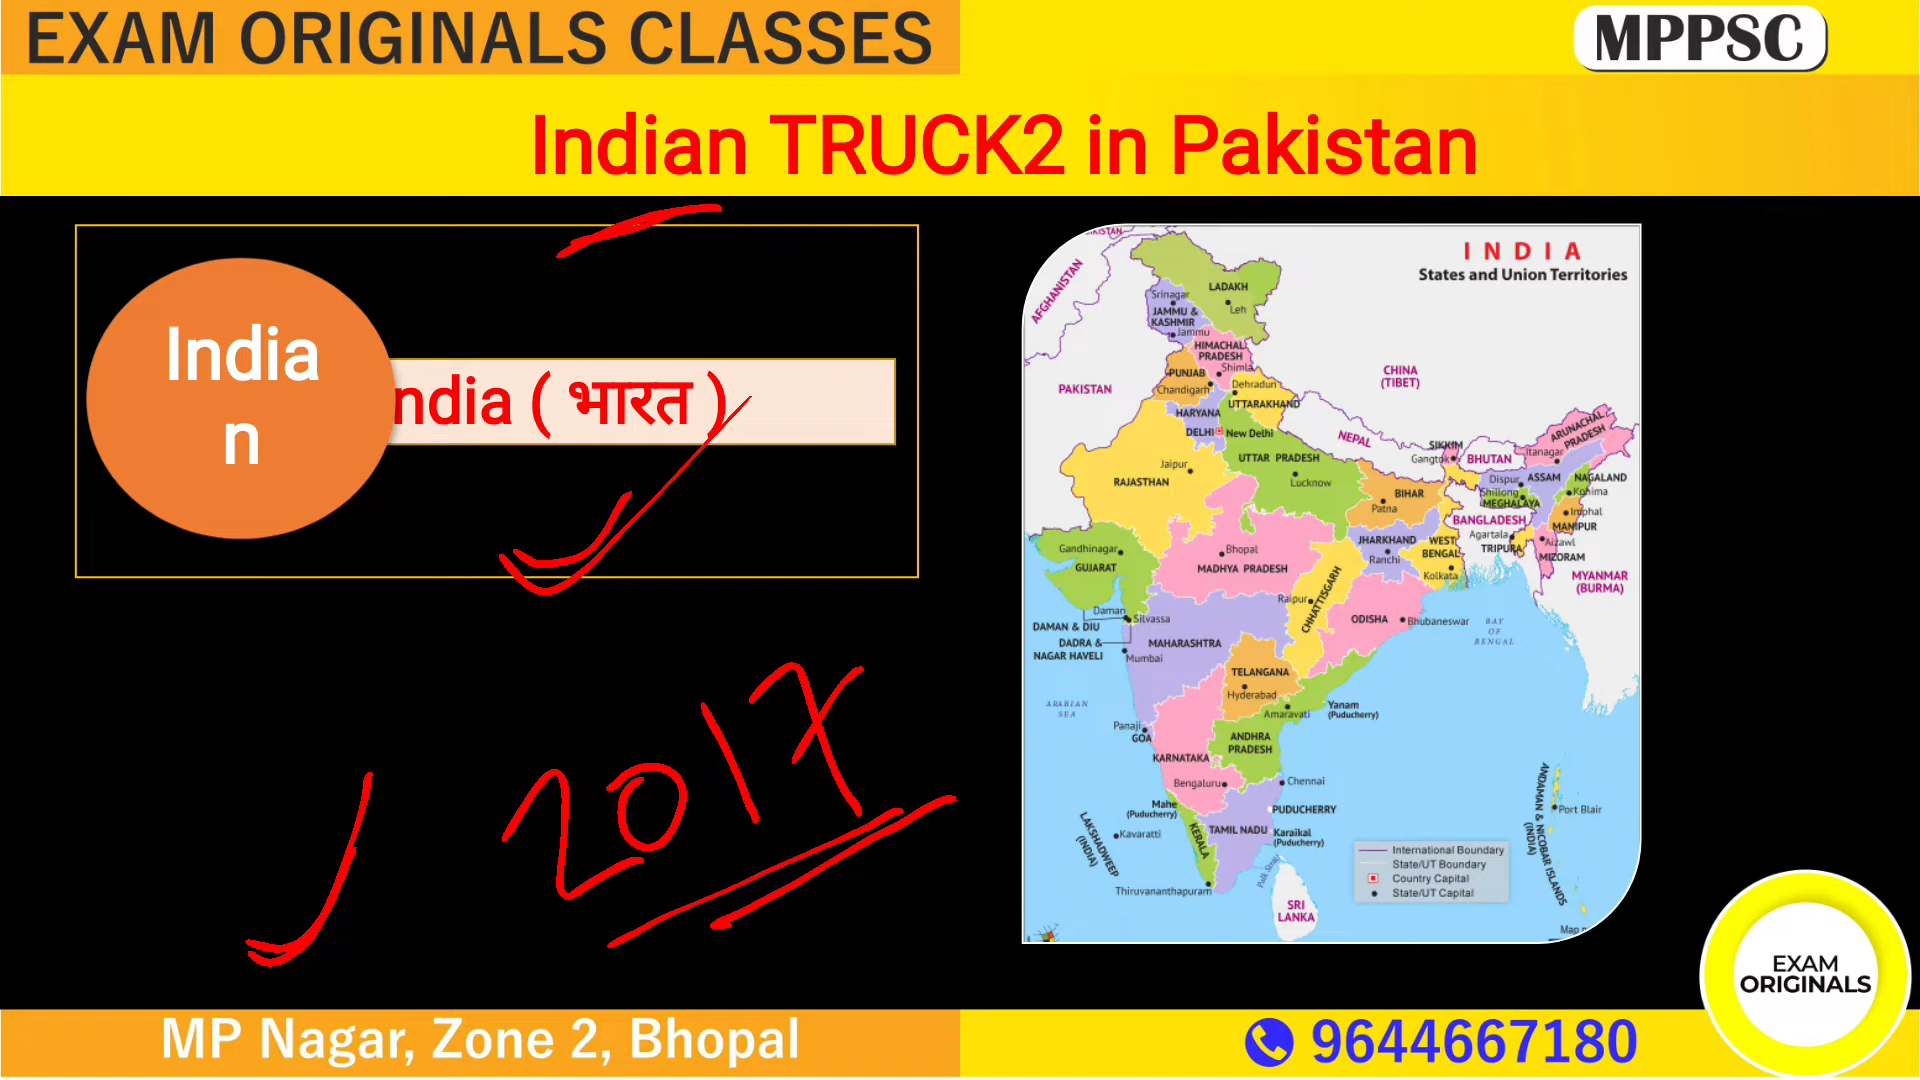 EXAM ORIGINALS CLASSES
MPPSC
Indian TRUCK2 in Pakistan
India
n
ndia ( भारत )
2017
INDIA
States and Union Territories
KISTAN
AFGHANISTAN
PAKISTAN
CHINA
(TIBET)
NEPAL
BHUTAN
BANGLADESH
MYANMAR
(BURMA)
SRI
LANKA
LADAKH
Leh
Srinagar
JAMMU &
KASHMIR
Jammu
HIMACHAL
PRADESH
Shimla
PUNJAB
Chandigarh
Dehradun
UTTARAKHAND
HARYANA
DELHI
New Delhi
UTTAR PRADESH
Lucknow
Jaipur
RAJASTHAN
BIHAR
Patna
SIKKIM
Gangtok
ARUNACHAL
PRADESH
Itanagar
Dispur
ASSAM
NAGALAND
Kohima
Shillong
MEGHALAYA
Imphal
MANIPUR
Agartala
TRIPURA
Aizawl
MIZORAM
Gandhinagar
GUJARAT
Bhopal
MADHYA PRADESH
JHARKHAND
Ranchi
WEST
BENGAL
Kolkata
Raipur
CHHATTISGARH
ODISHA
Bhubaneswar
Daman
Silvassa
DAMAN & DIU
DADRA &
NAGAR HAVELI
MAHARASHTRA
Mumbai
TELANGANA
Hyderabad
Amaravati
Yanam
(Puducherry)
ANDHRA
PRADESH
Panaji
GOA
KARNATAKA
Bengaluru
Chennai
Mahe
(Puducherry)
PUDUCHERRY
KERALA
TAMIL NADU
Karaikal
(Puducherry)
Kavaratti
LAKSHADWEEP
(INDIA)
Thiruvananthapuram
Port Blair
ANDAMAN & NICOBAR ISLANDS
(INDIA)
ARABIAN
SEA
BAY
OF
BENGAL
International Boundary
State/UT Boundary
Country Capital
State/UT Capital
EXAM
ORIGINALS
MP Nagar, Zone 2, Bhopal
9644667180